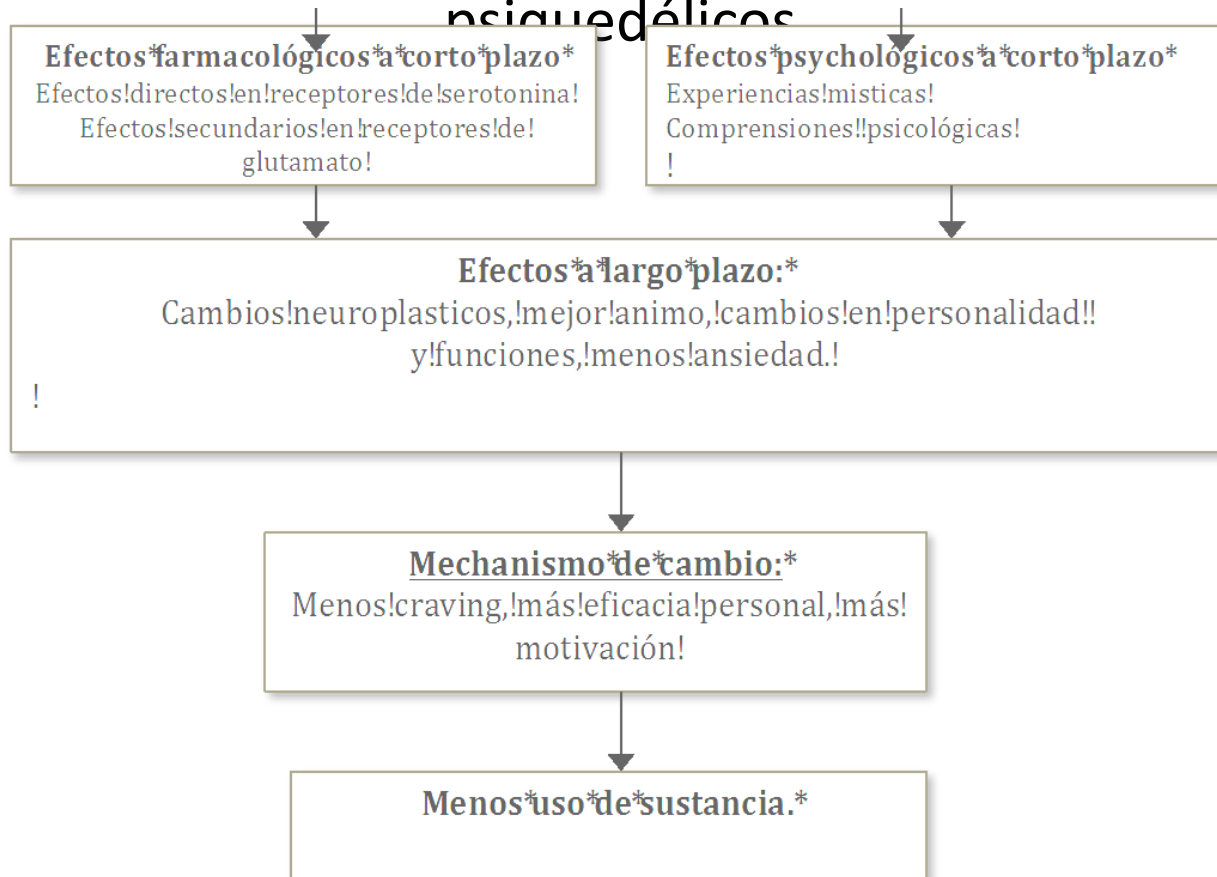 psiquedélicos
Efectos*farmacológicos*a*corto*plazo*
Efectos!directos!en!receptores!de!serotonina!
Efectos!secundarios!en!receptores!de!
glutamato!
Efectos*psychológicos*a*corto*plazo*
Experiencias!misticas!
Comprensiones!!psicológicas!
!
Efectos*a*largo*plazo:*
Cambios!neuroplasticos,!mejor!animo,!cambios!en!personalidad!!
y!funciones,!menos!ansiedad.!
!
Mechanismo*de*cambio:*
Menos!craving,!más!eficacia!personal,!más!
motivación!
Menos*uso*de*sustancia.*